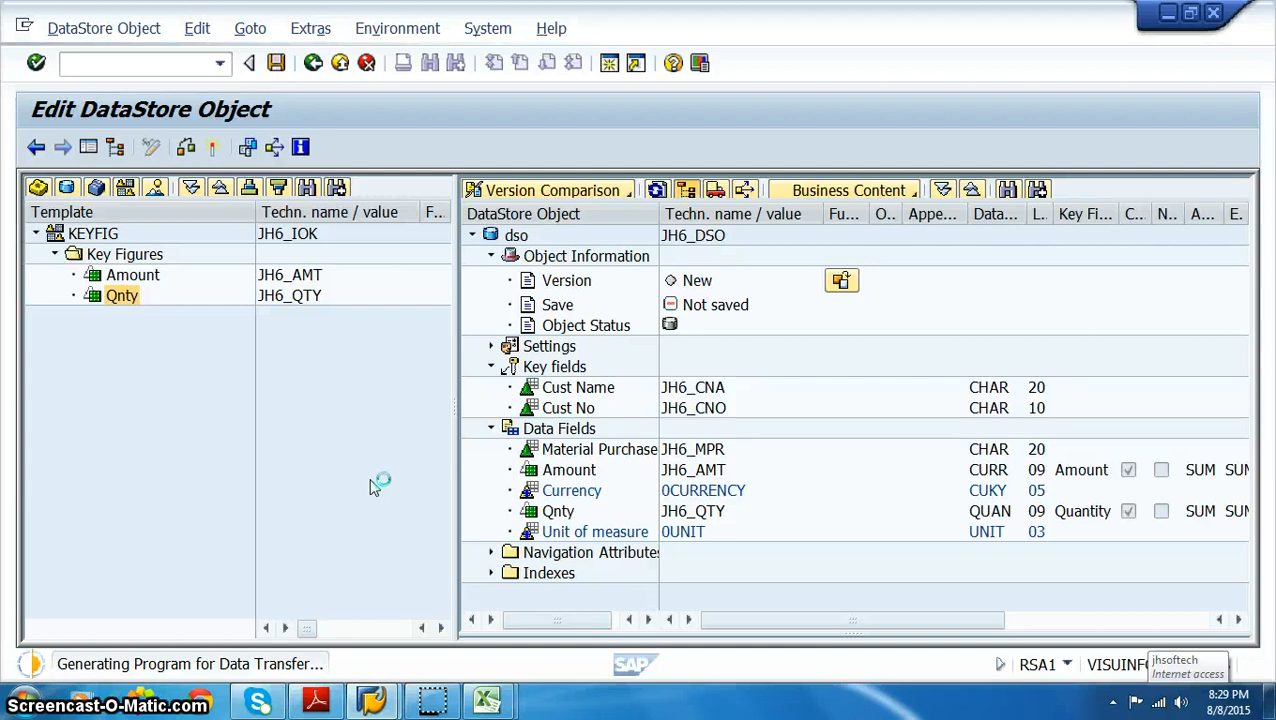 DataStore Object Edit Goto Extras Environment System Help
Edit DataStore Object
Version Comparison Business Content
Template Techn. name / value F...
KEYFIG JH6_IOK
Key Figures
Amount JH6_AMT
Qnty JH6_QTY
DataStore Object Techn. name / value Fu... O.. Appe... Data... L.. Key Fi... C.. N.. A... E.
dso JH6_DSO
Object Information
Version New
Save Not saved
Object Status
Settings
Key fields
Cust Name JH6_CNA CHAR 20
Cust No JH6_CNO CHAR 10
Data Fields
Material Purchase JH6_MPR CHAR 20
Amount JH6_AMT CURR 09 Amount SUM SUM
Currency 0CURRENCY CUKY 05
Qnty JH6_QTY QUAN 09 Quantity SUM SUM
Unit of measure 0UNIT UNIT 03
Navigation Attributes
Indexes
Generating Program for Data Transfer... SAP RSA1 VISUINF
jhsoftech
Internet access
Screencast-O-Matic.com
8:29 PM
8/8/2015